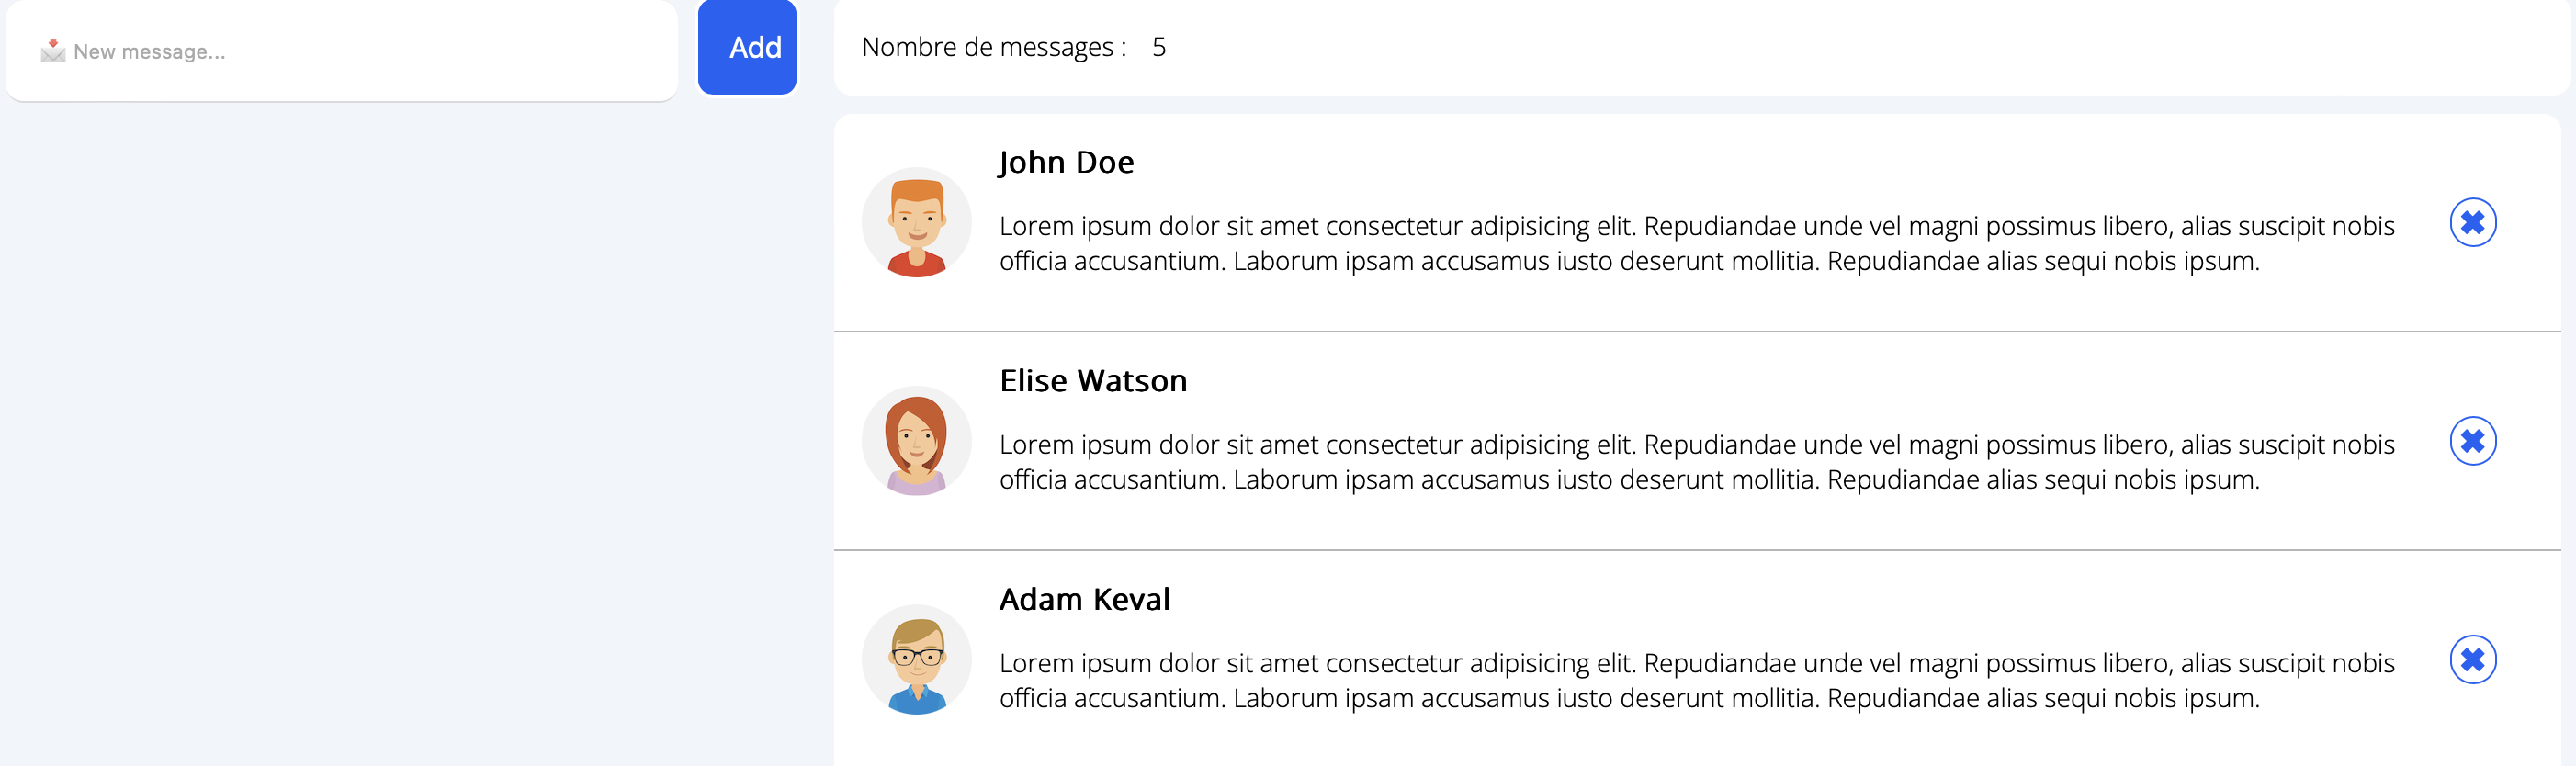 📩 New message...
Add
Nombre de messages : 5
John Doe
Lorem ipsum dolor sit amet consectetur adipisicing elit. Repudiandae unde vel magni possimus libero, alias suscipit nobis
officia accusantium. Laborum ipsam accusamus iusto deserunt mollitia. Repudiandae alias sequi nobis ipsum.
Elise Watson
Lorem ipsum dolor sit amet consectetur adipisicing elit. Repudiandae unde vel magni possimus libero, alias suscipit nobis
officia accusantium. Laborum ipsam accusamus iusto deserunt mollitia. Repudiandae alias sequi nobis ipsum.
Adam Keval
Lorem ipsum dolor sit amet consectetur adipisicing elit. Repudiandae unde vel magni possimus libero, alias suscipit nobis
officia accusantium. Laborum ipsam accusamus iusto deserunt mollitia. Repudiandae alias sequi nobis ipsum.